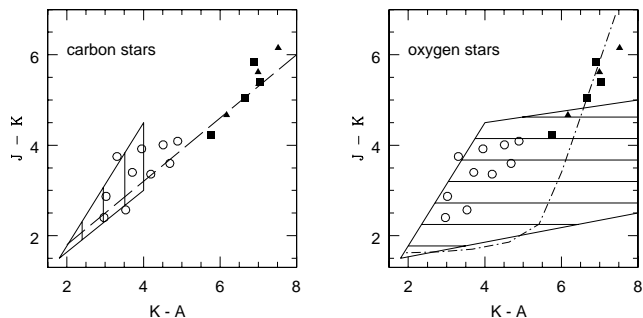 carbon stars
6
4
2
J - K
2 4 6 8
K - A
oxygen stars
6
4
2
J - K
2 4 6 8
K - A